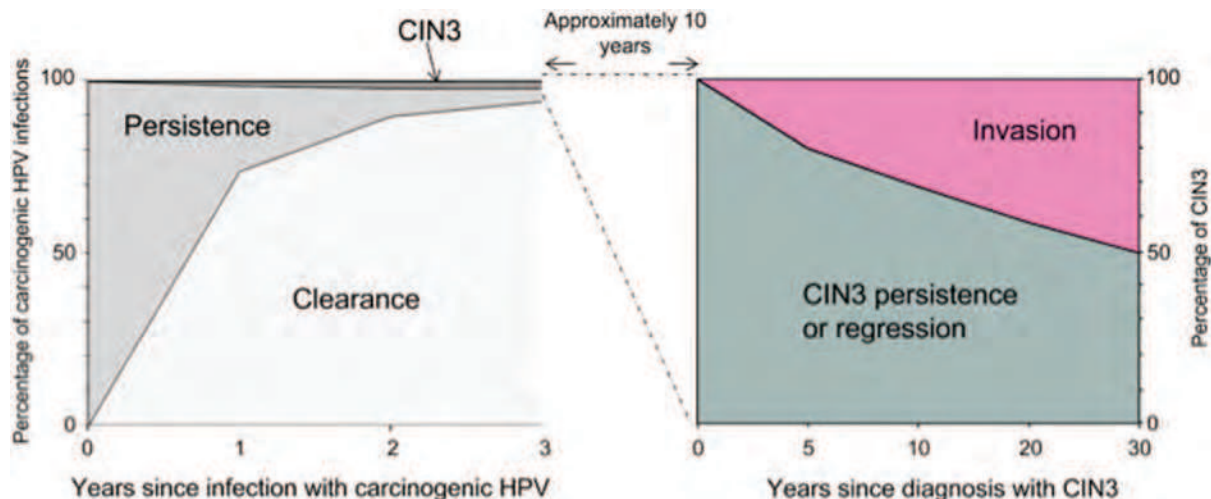 CIN3
Approximately 10
years
Percentage of carcinogenic HPV infections
100
50
0
Persistence
Clearance
0
1
2
3
Years since infection with carcinogenic HPV
Invasion
CIN3 persistence
or regression
100
50
0
Percentage of CIN3
0
5
10
20
30
Years since diagnosis with CIN3